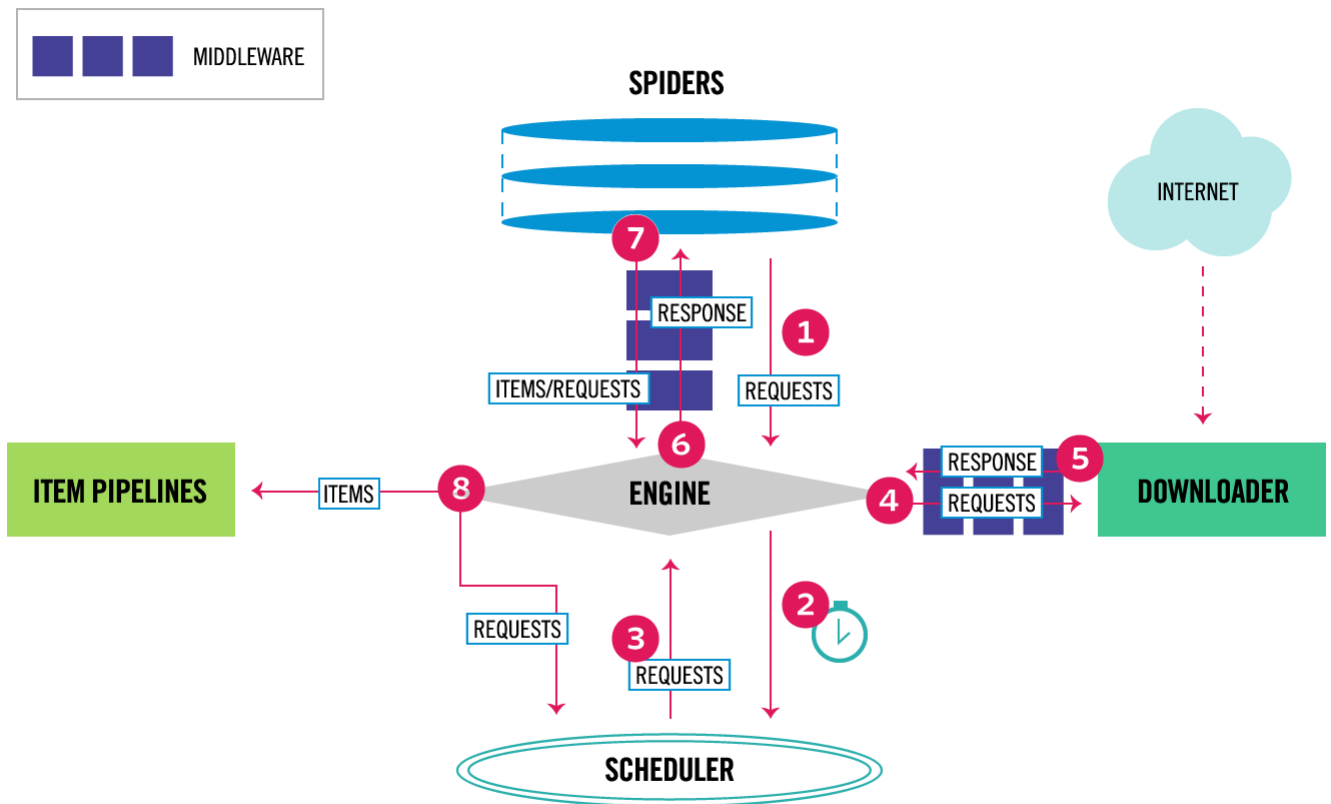 MIDDLEWARE
SPIDERS
INTERNET
7
RESPONSE
1
ITEMS/REQUESTS
REQUESTS
6
ITEM PIPELINES
ITEMS
8
ENGINE
4
RESPONSE
5
REQUESTS
DOWNLOADER
2
REQUESTS
3
REQUESTS
SCHEDULER